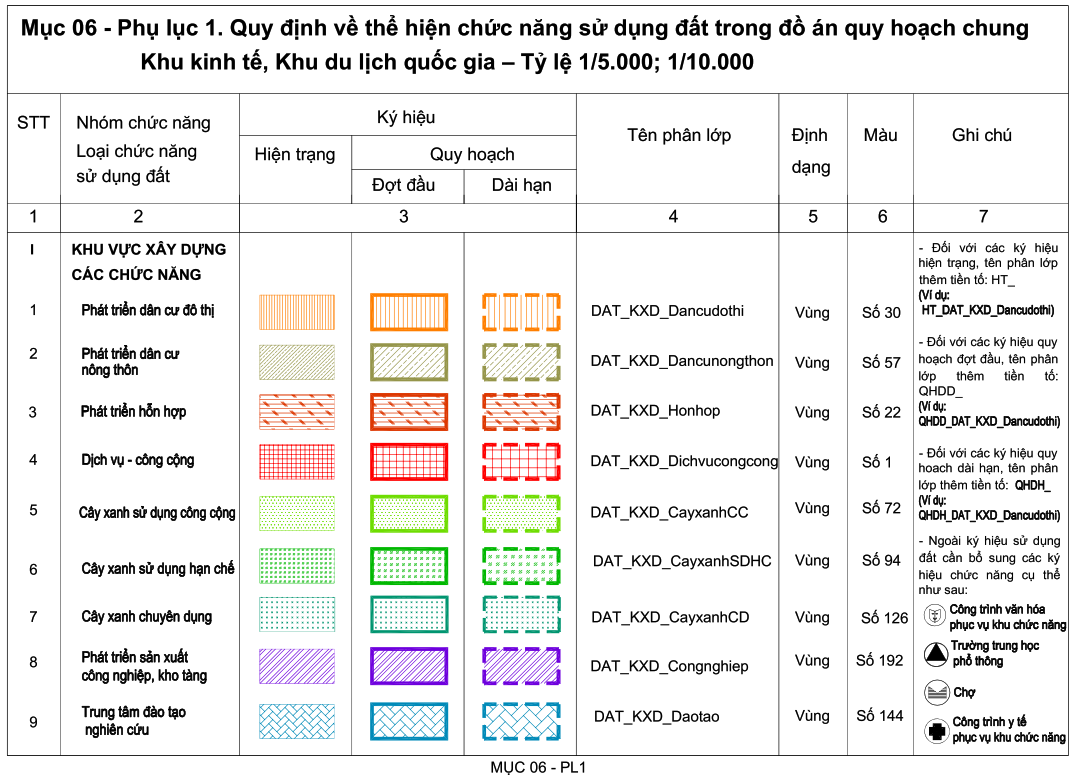 Mục 06 - Phụ lục 1. Quy định về thể hiện chức năng sử dụng đất trong đồ án quy hoạch chung
Khu kinh tế, Khu du lịch quốc gia – Tỷ lệ 1/5.000; 1/10.000
STT
Nhóm chức năng
Loại chức năng
sử dụng đất
Ký hiệu
Hiện trạng
Quy hoạch
Đợt đầu
Dài hạn
Tên phân lớp
Định
dạng
Màu
Ghi chú
1
2
3
4
5
6
7
I
KHU VỰC XÂY DỰNG
CÁC CHỨC NĂNG
1
Phát triển dân cư đô thị
DAT_KXD_Dancudothi
Vùng
Số 30
2
Phát triển dân cư
nông thôn
DAT_KXD_Dancunongthon
Vùng
Số 57
3
Phát triển hỗn hợp
DAT_KXD_Honhop
Vùng
Số 22
4
Dịch vụ - công cộng
DAT_KXD_Dichvucongcong
Vùng
Số 1
5
Cây xanh sử dụng công cộng
DAT_KXD_CayxanhCC
Vùng
Số 72
6
Cây xanh sử dụng hạn chế
DAT_KXD_CayxanhSDHC
Vùng
Số 94
7
Cây xanh chuyên dụng
DAT_KXD_CayxanhCD
Vùng
Số 126
8
Phát triển sản xuất
công nghiệp, kho tàng
DAT_KXD_Congnghiep
Vùng
Số 192
9
Trung tâm đào tạo
nghiên cứu
DAT_KXD_Daotao
Vùng
Số 144
- Đối với các ký hiệu
hiện trạng, tên phân lớp
thêm tiền tố: HT_
(Ví dụ:
HT_DAT_KXD_Dancudothi)
- Đối với các ký hiệu quy
hoạch đợt đầu, tên phân
lớp thêm tiền tố:
QHDD_
(Ví dụ:
QHDD_DAT_KXD_Dancudothi)
- Đối với các ký hiệu quy
hoach dài hạn, tên phân
lớp thêm tiền tố: QHDH_
(Ví dụ:
QHDH_DAT_KXD_Dancudothi)
- Ngoài ký hiệu sử dụng
đất cần bổ sung các ký
hiệu chức năng cụ thể
như sau:
Công trình văn hóa
phục vụ khu chức năng
Trường trung học
phổ thông
Chợ
Công trình y tế
phục vụ khu chức năng
MỤC 06 - PL1